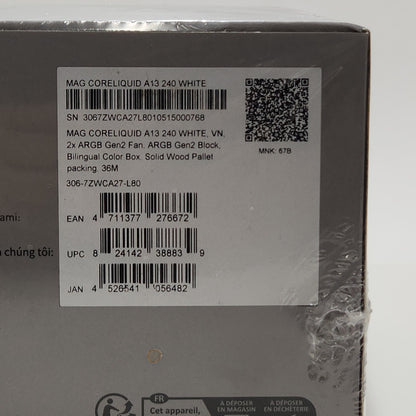 MAG CORELIQUID A13 240 WHITE
SN 3067ZWCA27L8010515000768
MAG CORELIQUID A13 240 WHITE, VN,
2x ARGB Gen2 Fan, ARGB Gen2 Block,
Bilingual Color Box, Solid Wood Pallet
packing, 36M
306-7ZWCA27-L80
MNK: 67B
ami:
EAN 4 711377 276672
chúng tôi:
UPC 8 24142 38883 9
JAN 4 526541 056482
FR
Cet appareil,
À DÉPOSER
EN MAGASIN
À DÉPOSER
EN DÉCHÈTERIE